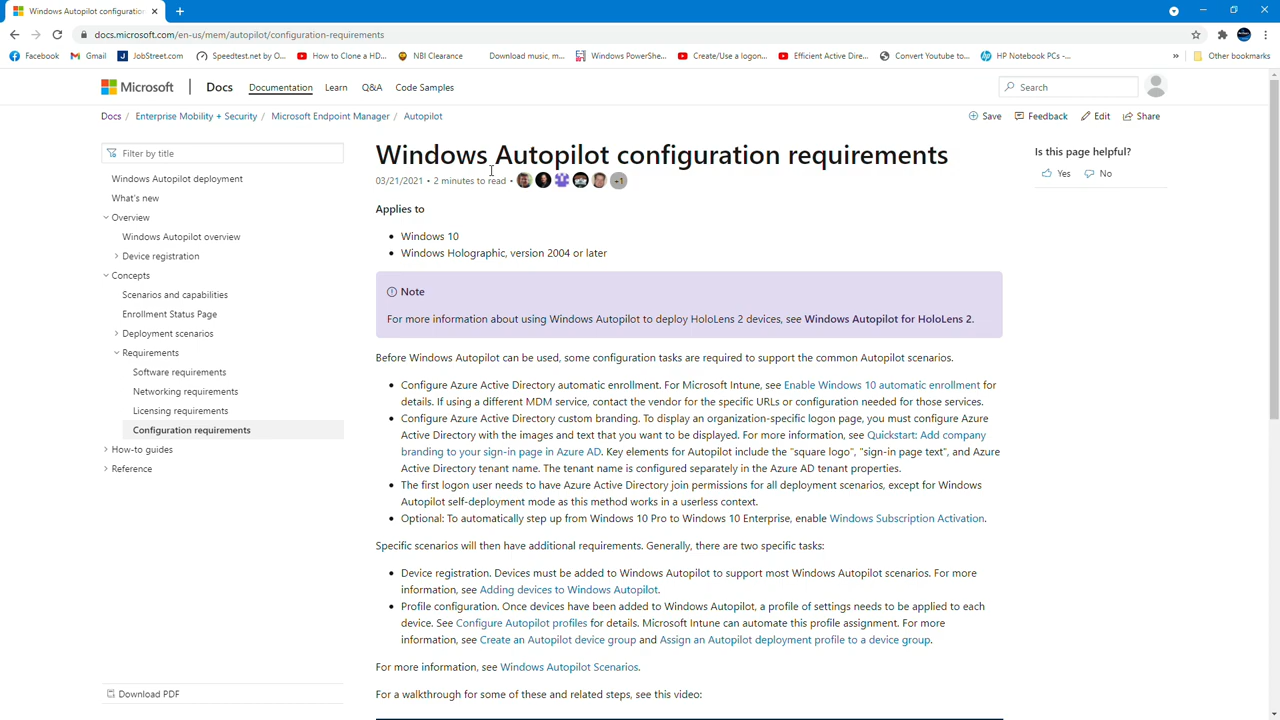 Windows Autopilot configuration
docs.microsoft.com/en-us/mem/autopilot/configuration-requirements
Facebook Gmail JobStreet.com Speedtest.net by O... How to Clone a HD... NBI Clearance Download music, m... Windows PowerShe... Create/Use a logon... Efficient Active Dire... Convert Youtube to... HP Notebook PCs -... » Other bookmarks
Microsoft Docs Documentation Learn Q&A Code Samples Search
Docs / Enterprise Mobility + Security / Microsoft Endpoint Manager / Autopilot Save Feedback Edit Share
Filter by title
Windows Autopilot deployment
What's new
Overview
Windows Autopilot overview
Device registration
Concepts
Scenarios and capabilities
Enrollment Status Page
Deployment scenarios
Requirements
Software requirements
Networking requirements
Licensing requirements
Configuration requirements
How-to guides
Reference
Download PDF
Windows Autopilot configuration requirements
03/21/2021 • 2 minutes to read • +1
Applies to
• Windows 10
• Windows Holographic, version 2004 or later
Note
For more information about using Windows Autopilot to deploy HoloLens 2 devices, see Windows Autopilot for HoloLens 2.
Before Windows Autopilot can be used, some configuration tasks are required to support the common Autopilot scenarios.
• Configure Azure Active Directory automatic enrollment. For Microsoft Intune, see Enable Windows 10 automatic enrollment for
details. If using a different MDM service, contact the vendor for the specific URLs or configuration needed for those services.
• Configure Azure Active Directory custom branding. To display an organization-specific logon page, you must configure Azure
Active Directory with the images and text that you want to be displayed. For more information, see Quickstart: Add company
branding to your sign-in page in Azure AD. Key elements for Autopilot include the "square logo", "sign-in page text", and Azure
Active Directory tenant name. The tenant name is configured separately in the Azure AD tenant properties.
• The first logon user needs to have Azure Active Directory join permissions for all deployment scenarios, except for Windows
Autopilot self-deployment mode as this method works in a userless context.
• Optional: To automatically step up from Windows 10 Pro to Windows 10 Enterprise, enable Windows Subscription Activation.
Specific scenarios will then have additional requirements. Generally, there are two specific tasks:
• Device registration. Devices must be added to Windows Autopilot to support most Windows Autopilot scenarios. For more
information, see Adding devices to Windows Autopilot.
• Profile configuration. Once devices have been added to Windows Autopilot, a profile of settings needs to be applied to each
device. See Configure Autopilot profiles for details. Microsoft Intune can automate this profile assignment. For more
information, see Create an Autopilot device group and Assign an Autopilot deployment profile to a device group.
For more information, see Windows Autopilot Scenarios.
For a walkthrough for some of these and related steps, see this video:
Is this page helpful?
Yes No